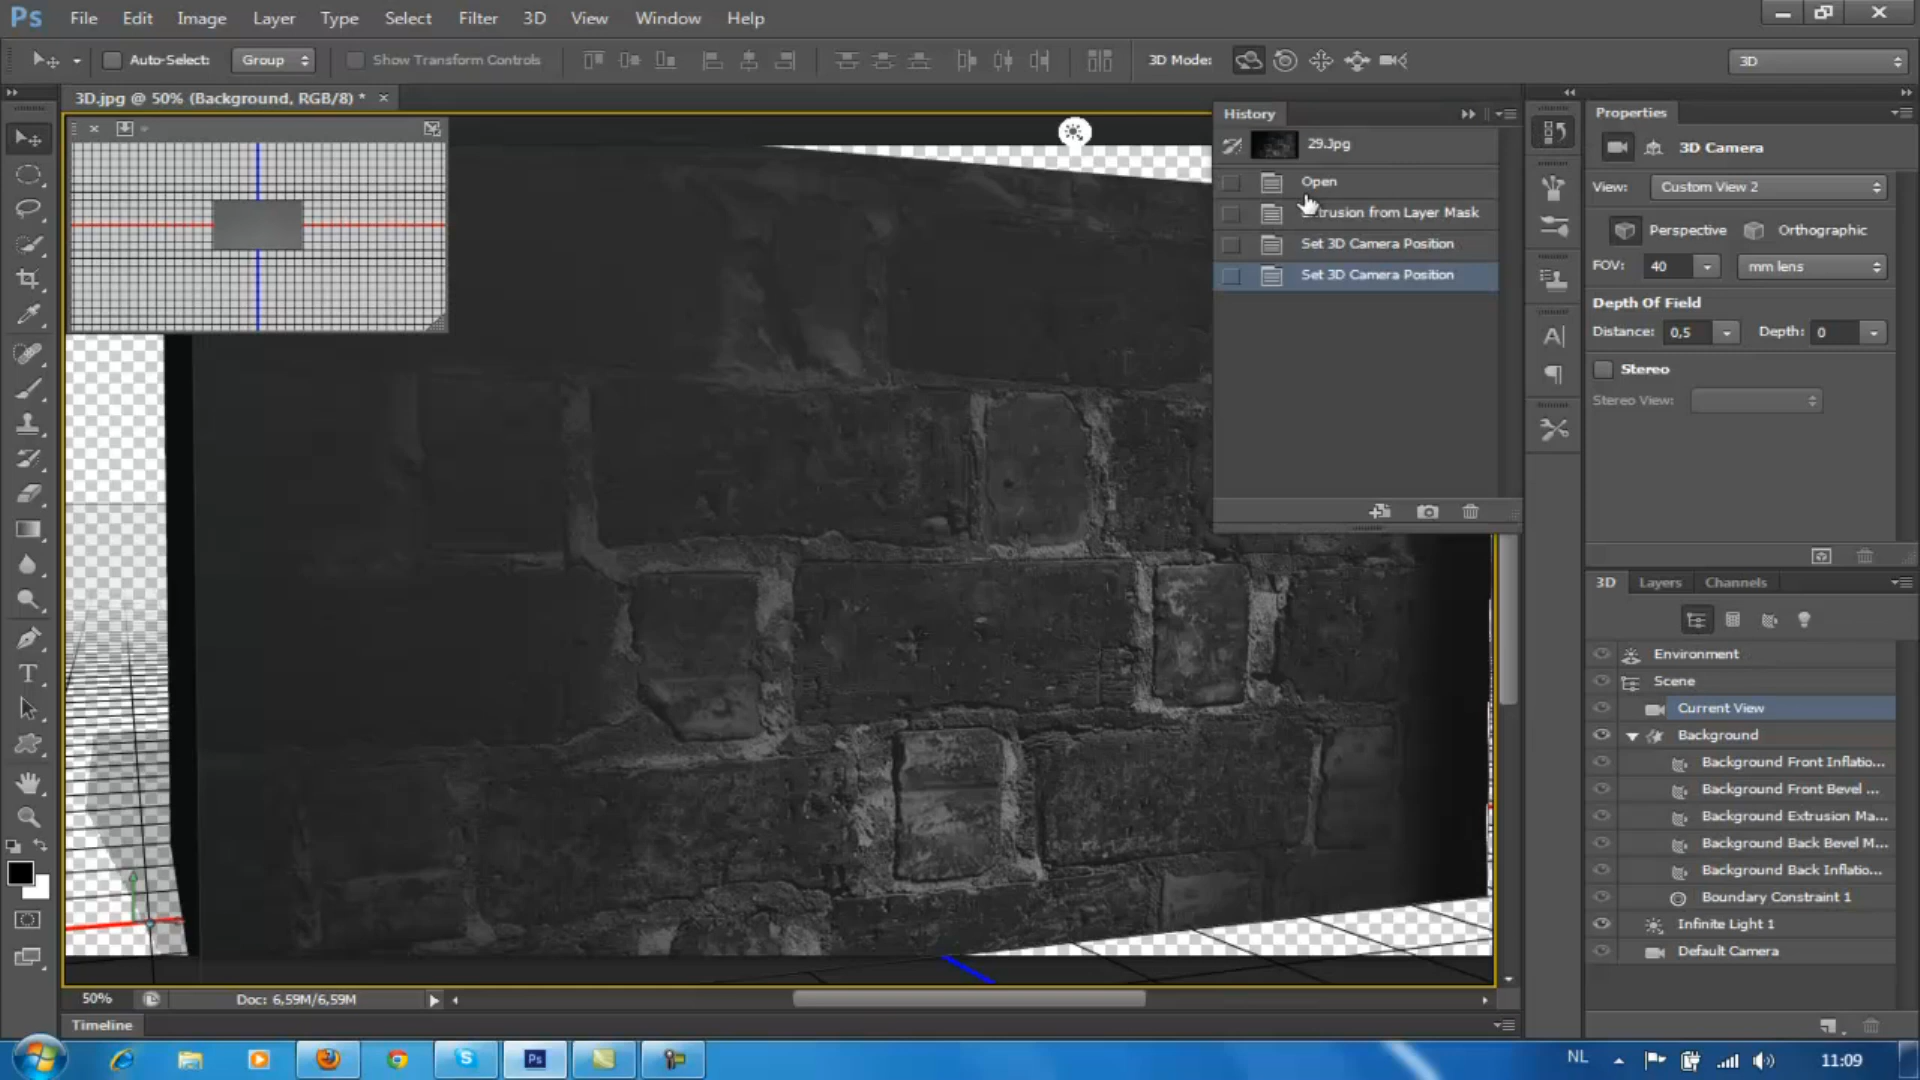 Ps File Edit Image Layer Type Select Filter 3D View Window Help
Auto-Select: Group Show Transform Controls 3D Mode: 3D
3D.jpg @ 50% (Background, RGB/8) *
History
29.Jpg
Open
trusion from Layer Mask
Set 3D Camera Position
Set 3D Camera Position
Properties
3D Camera
View: Custom View 2
Perspective Orthographic
FOV: 40 mm lens
Depth Of Field
Distance: 0,5 Depth: 0
Stereo
Stereo View:
3D Layers Channels
Environment
Scene
Current View
Background
Background Front Inflatio...
Background Front Bevel ...
Background Extrusion Ma...
Background Back Bevel M...
Background Back Inflatio...
Boundary Constraint 1
Infinite Light 1
Default Camera
50% Doc: 6,59M/6,59M
Timeline
Ps NL 11:09